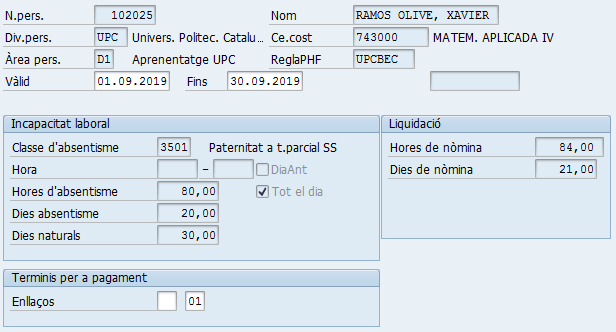 N.pers. 102025 Nom RAMOS OLIVE, XAVIER
Div.pers. UPC Univers. Politec. Catalu… Ce.cost 743000 MATEM. APLICADA IV
Àrea pers. D1 Aprenentatge UPC ReglaPHF UPCBEC
Vàlid 01.09.2019 Fins 30.09.2019
Incapacitat laboral
Classe d'absentisme 3501 Paternitat a t.parcial SS
Hora – DiaAnt
Hores d'absentisme 80,00 Tot el dia
Dies absentisme 20,00
Dies naturals 30,00
Liquidació
Hores de nòmina 84,00
Dies de nòmina 21,00
Terminis per a pagament
Enllaços 01